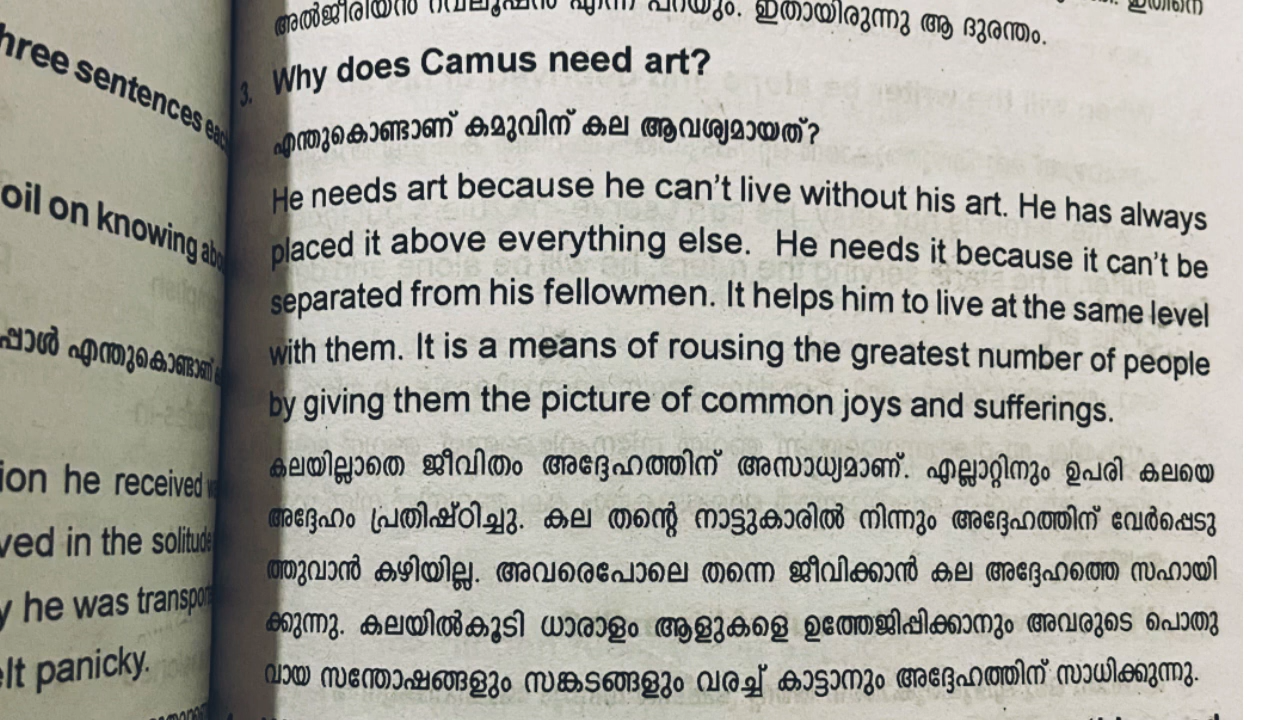 hree sentences
oil on knowing
പ്പോൾ എന്തുകൊണ്ടാണ്
ion he received
ved in the solitude
y he was
elt panicky.
പറയും. ഇതായിരുന്നു ആ ദുരന്തം.
3. Why does Camus need art?
എന്തുകൊണ്ടാണ് കമുവിന് കല ആവശ്യമായത്?
He needs art because he can't live without his art. He has always
placed it above everything else. He needs it because it can't be
separated from his fellowmen. It helps him to live at the same level
with them. It is a means of rousing the greatest number of people
by giving them the picture of common joys and sufferings.
കലയില്ലാതെ ജീവിതം അദ്ദേഹത്തിന് അസാധ്യമാണ്. എല്ലാറ്റിനും ഉപരി കലയെ
അദ്ദേഹം പ്രതിഷ്ഠിച്ചു. കല തന്റെ നാട്ടുകാരിൽ നിന്നും അദ്ദേഹത്തിന് വേർപ്പെടു
ത്തുവാൻ കഴിയില്ല. അവരെപോലെ തന്നെ ജീവിക്കാൻ കല അദ്ദേഹത്തെ സഹായി
ക്കുന്നു. കലയിൽകൂടി ധാരാളം ആളുകളെ ഉത്തേജിപ്പിക്കാനും അവരുടെ പൊതു
വായ സന്തോഷങ്ങളും സങ്കടങ്ങളും വരച്ച് കാട്ടാനും അദ്ദേഹത്തിന് സാധിക്കുന്നു.